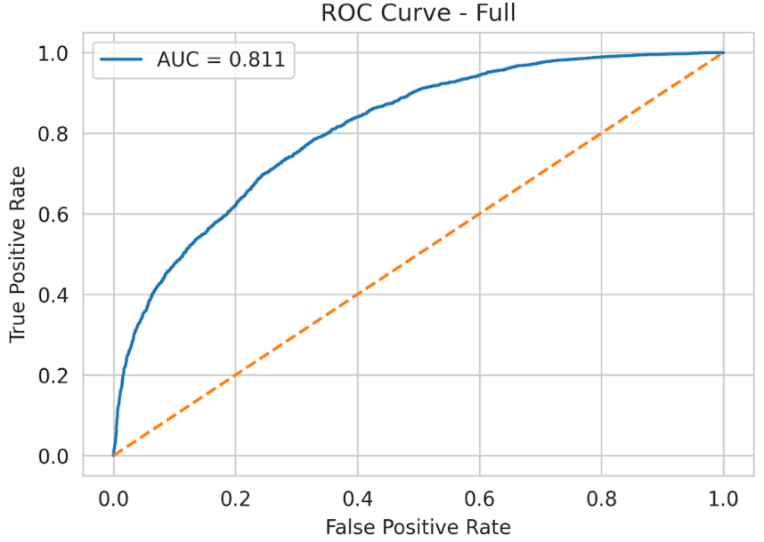 ROC Curve - Full
AUC = 0.811
True Positive Rate
1.0
0.8
0.6
0.4
0.2
0.0
0.0 0.2 0.4 0.6 0.8 1.0
False Positive Rate